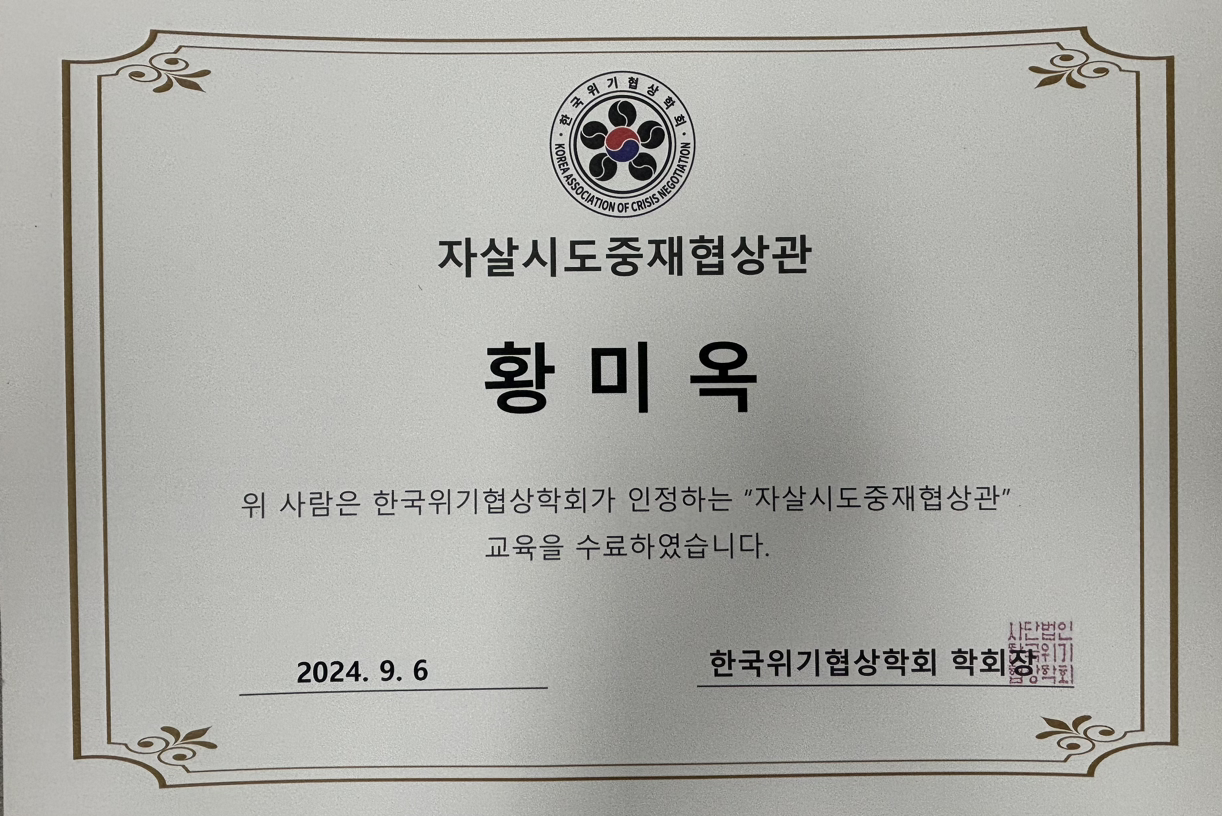 · 한국위기협상학회 ·
KOREA ASSOCIATION OF CRISIS NEGOTIATION
자살시도중재협상관
황 미 옥
위 사람은 한국위기협상학회가 인정하는 “자살시도중재협상관”
교육을 수료하였습니다.
2024. 9. 6
한국위기협상학회 학회장
사단법인
한국위기
협상학회